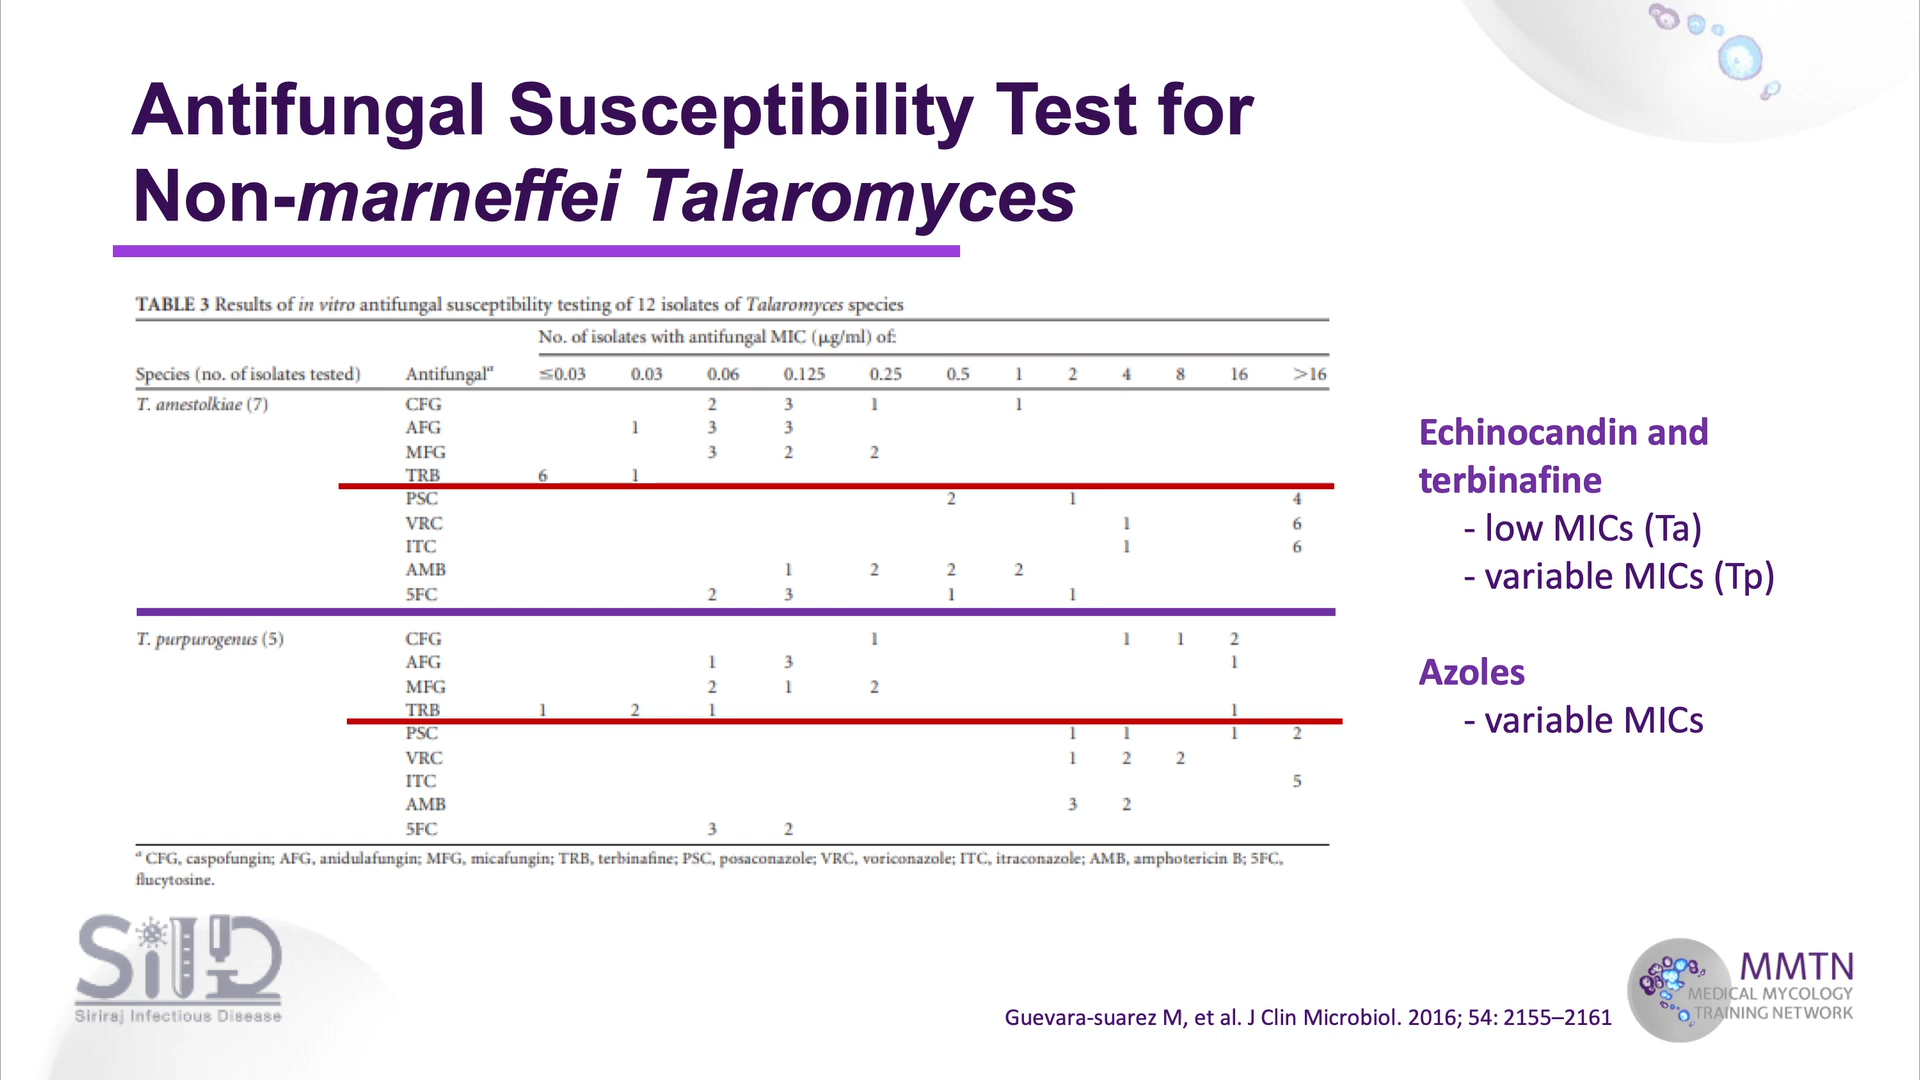 Antifungal Susceptibility Test for
Non-marneffei Talaromyces
TABLE 3 Results of in vitro antifungal susceptibility testing of 12 isolates of Talaromyces species
No. of isolates with antifungal MIC (μg/ml) of:
Species (no. of isolates tested) Antifungalᵃ ≤0.03 0.03 0.06 0.125 0.25 0.5 1 2 4 8 16 >16
T. amestolkiae (7) CFG 2 3 1 1
AFG 1 3 3
MFG 3 2 2
TRB 6 1
PSC 2 1 4
VRC 1 6
ITC 1 6
AMB 1 2 2 2
5FC 2 3 1 1
T. purpurogenus (5) CFG 1 1 1 2
AFG 1 3 1
MFG 2 1 2
TRB 1 2 1 1
PSC 1 1 1 2
VRC 1 2 2
ITC 5
AMB 3 2
5FC 3 2
ᵃ CFG, caspofungin; AFG, anidulafungin; MFG, micafungin; TRB, terbinafine; PSC, posaconazole; VRC, voriconazole; ITC, itraconazole; AMB, amphotericin B; 5FC,
flucytosine.
Echinocandin and
terbinafine
- low MICs (Ta)
- variable MICs (Tp)
Azoles
- variable MICs
SiID
Siriraj Infectious Disease
Guevara-suarez M, et al. J Clin Microbiol. 2016; 54: 2155–2161
MMTN
MEDICAL MYCOLOGY
TRAINING NETWORK